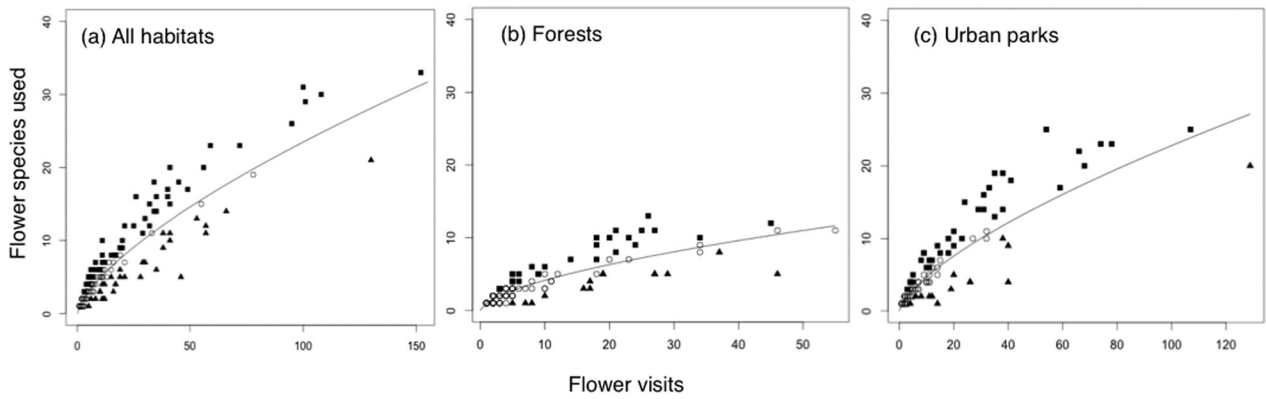 (a) All habitats
(b) Forests
(c) Urban parks
Flower species used
40
30
20
10
0
40
30
20
10
0
40
30
20
10
0
0 50 100 150
0 10 20 30 40 50
0 20 40 60 80 100 120
Flower visits